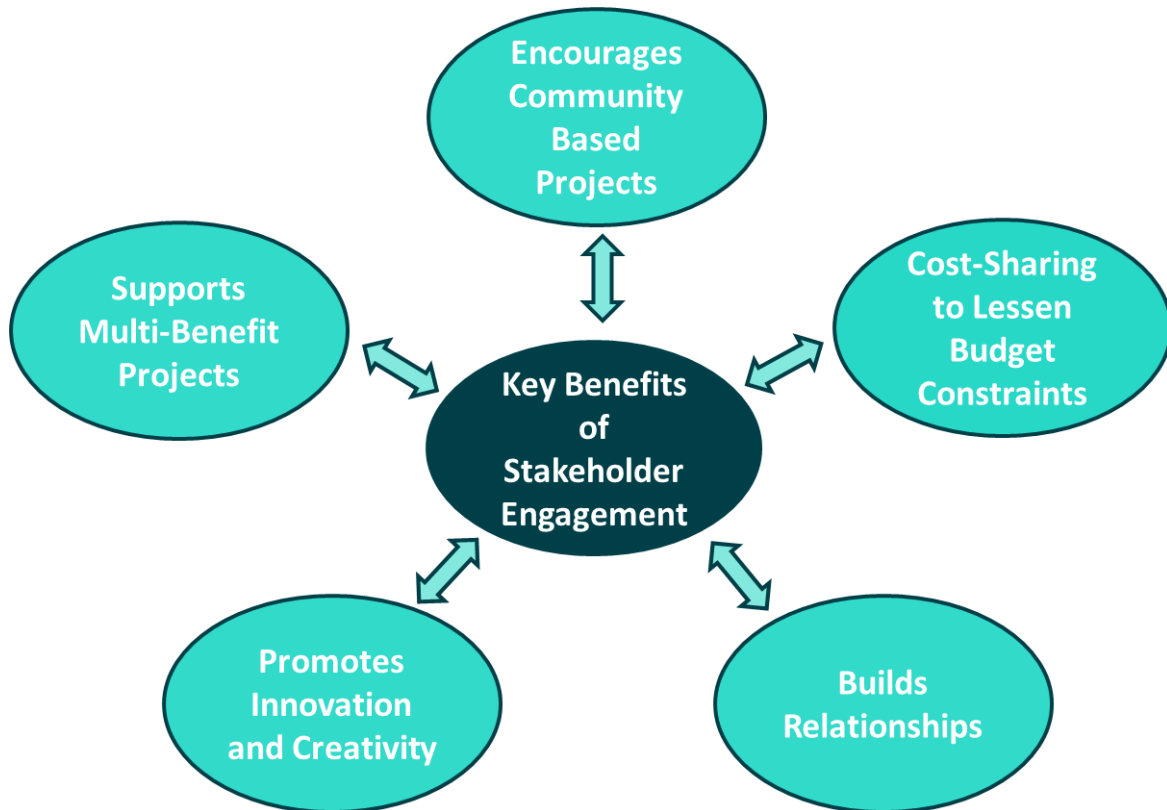 Encourages
Community
Based
Projects
Cost-Sharing
to Lessen
Budget
Constraints
Supports
Multi-Benefit
Projects
Key Benefits
of
Stakeholder
Engagement
Promotes
Innovation
and Creativity
Builds
Relationships